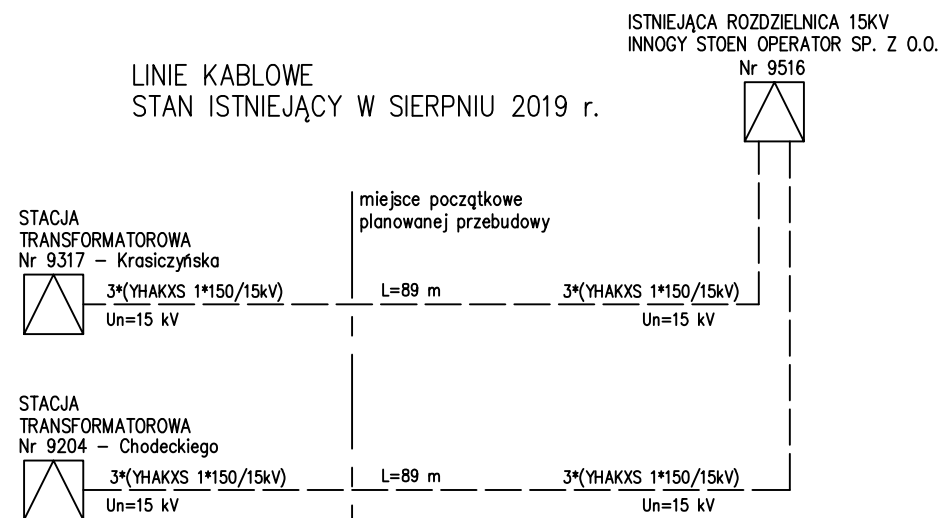 ISTNIEJĄCA ROZDZIELNICA 15KV
INNOGY STOEN OPERATOR SP. Z O.O.
Nr 9516
LINIE KABLOWE
STAN ISTNIEJĄCY W SIERPNIU 2019 r.
miejsce początkowe
planowanej przebudowy
STACJA
TRANSFORMATOROWA
Nr 9317 – Krasiczyńska
3*(YHAKXS 1*150/15kV)
L=89 m
3*(YHAKXS 1*150/15kV)
Un=15 kV
Un=15 kV
STACJA
TRANSFORMATOROWA
Nr 9204 – Chodeckiego
3*(YHAKXS 1*150/15kV)
L=89 m
3*(YHAKXS 1*150/15kV)
Un=15 kV
Un=15 kV